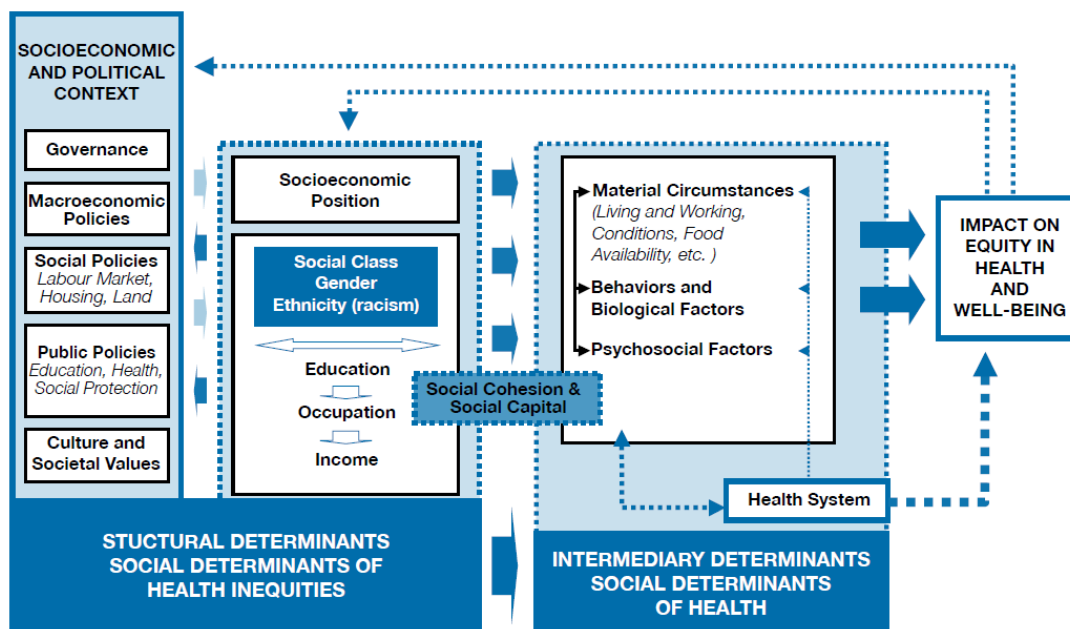 SOCIOECONOMIC
AND POLITICAL
CONTEXT
Governance
Macroeconomic
Policies
Social Policies
Labour Market,
Housing, Land
Public Policies
Education, Health,
Social Protection
Culture and
Societal Values
Socioeconomic
Position
Social Class
Gender
Ethnicity (racism)
Education
Occupation
Income
Social Cohesion &
Social Capital
Material Circumstances
(Living and Working,
Conditions, Food
Availability, etc. )
Behaviors and
Biological Factors
Psychosocial Factors
Health System
IMPACT ON
EQUITY IN
HEALTH
AND
WELL-BEING
STUCTURAL DETERMINANTS
SOCIAL DETERMINANTS OF
HEALTH INEQUITIES
INTERMEDIARY DETERMINANTS
SOCIAL DETERMINANTS
OF HEALTH